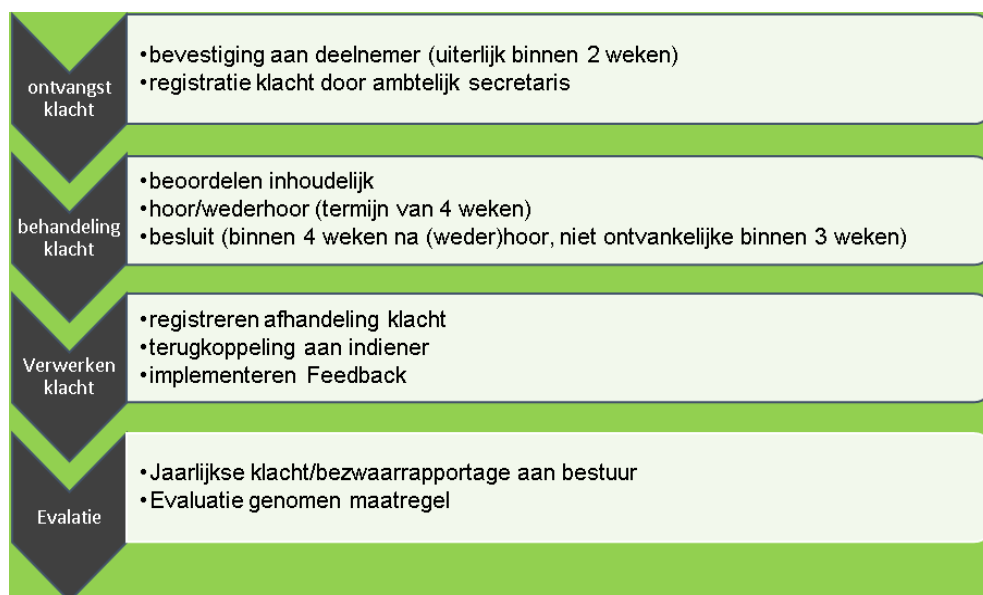 ontvangst
klacht
•bevestiging aan deelnemer (uiterlijk binnen 2 weken)
•registratie klacht door ambtelijk secretaris
behandeling
klacht
•beoordelen inhoudelijk
•hoor/wederhoor (termijn van 4 weken)
•besluit (binnen 4 weken na (weder)hoor, niet ontvankelijke binnen 3 weken)
Verwerken
klacht
•registreren afhandeling klacht
•terugkoppeling aan indiener
•implementeren Feedback
Evalatie
•Jaarlijkse klacht/bezwaarrapportage aan bestuur
•Evaluatie genomen maatregel